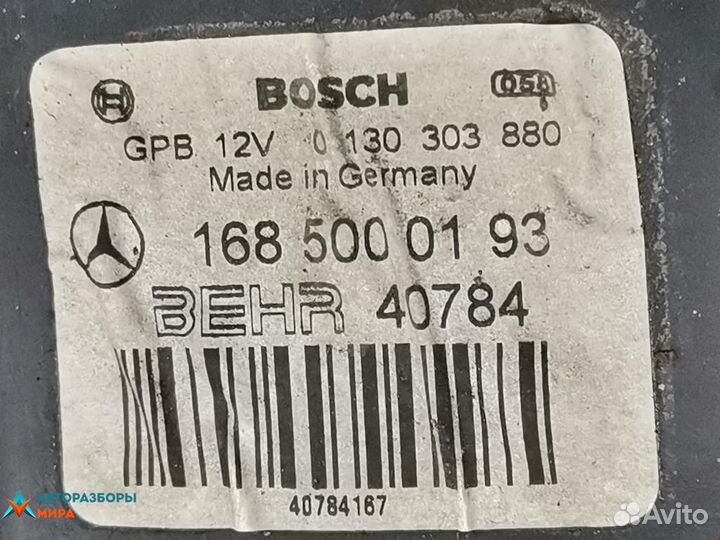 BOSCH
GPB 12V 0 130 303 880
Made in Germany
168 500 01 93
BEHR 40784
40784167
АВТОРАЗБОРЫ
МИРА
Avito